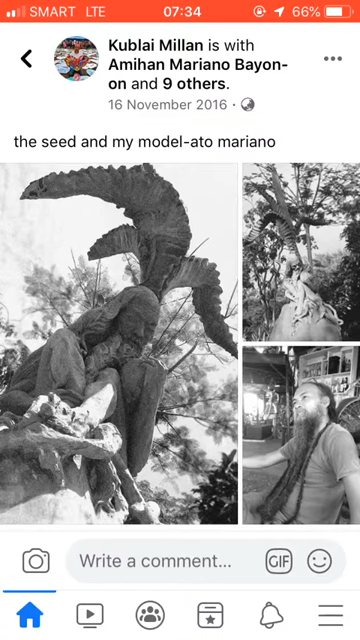 SMART LTE 07:34 66%
Kublai Millan is with
Amihan Mariano Bayon-
on and 9 others.
16 November 2016 ·
the seed and my model-ato mariano
Write a comment... GIF